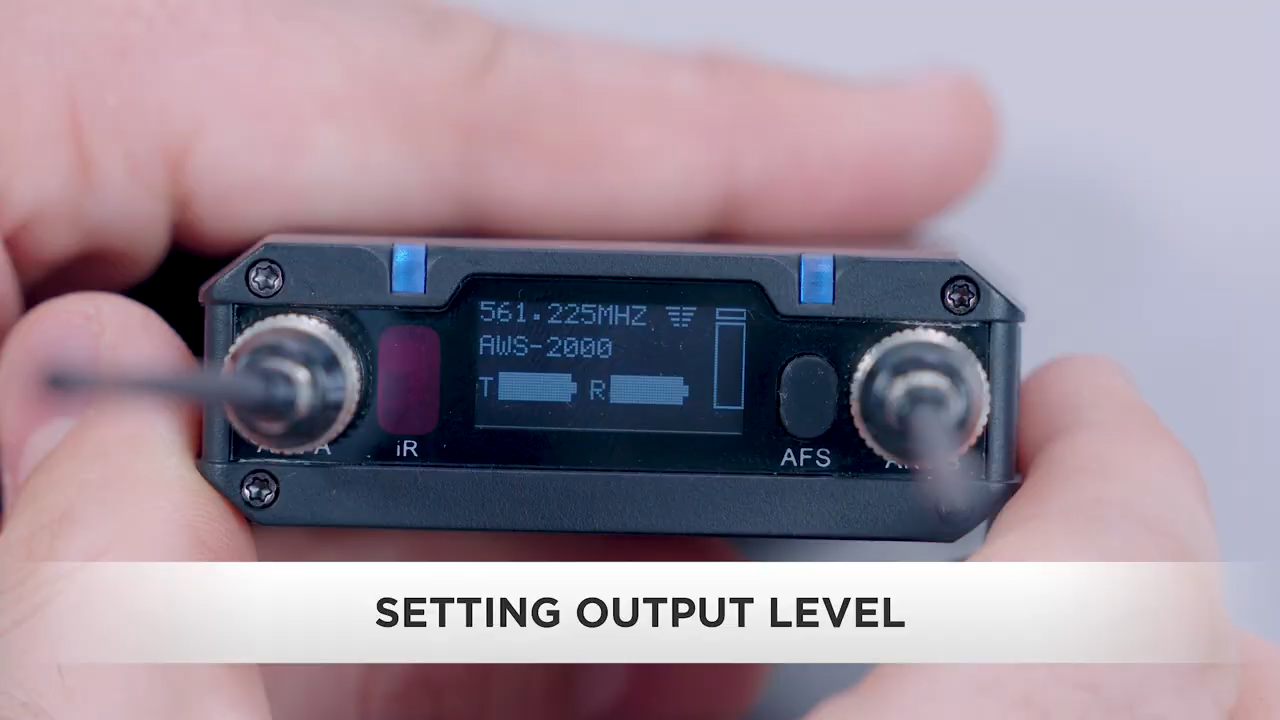 561.225MHZ
AWS-2000
T R
iR
AFS
SETTING OUTPUT LEVEL